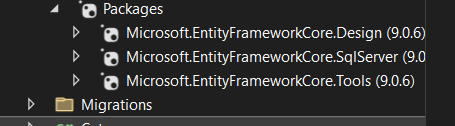 Packages
Microsoft.EntityFrameworkCore.Design (9.0.6)
Microsoft.EntityFrameworkCore.SqlServer (9.0
Microsoft.EntityFrameworkCore.Tools (9.0.6)
Migrations